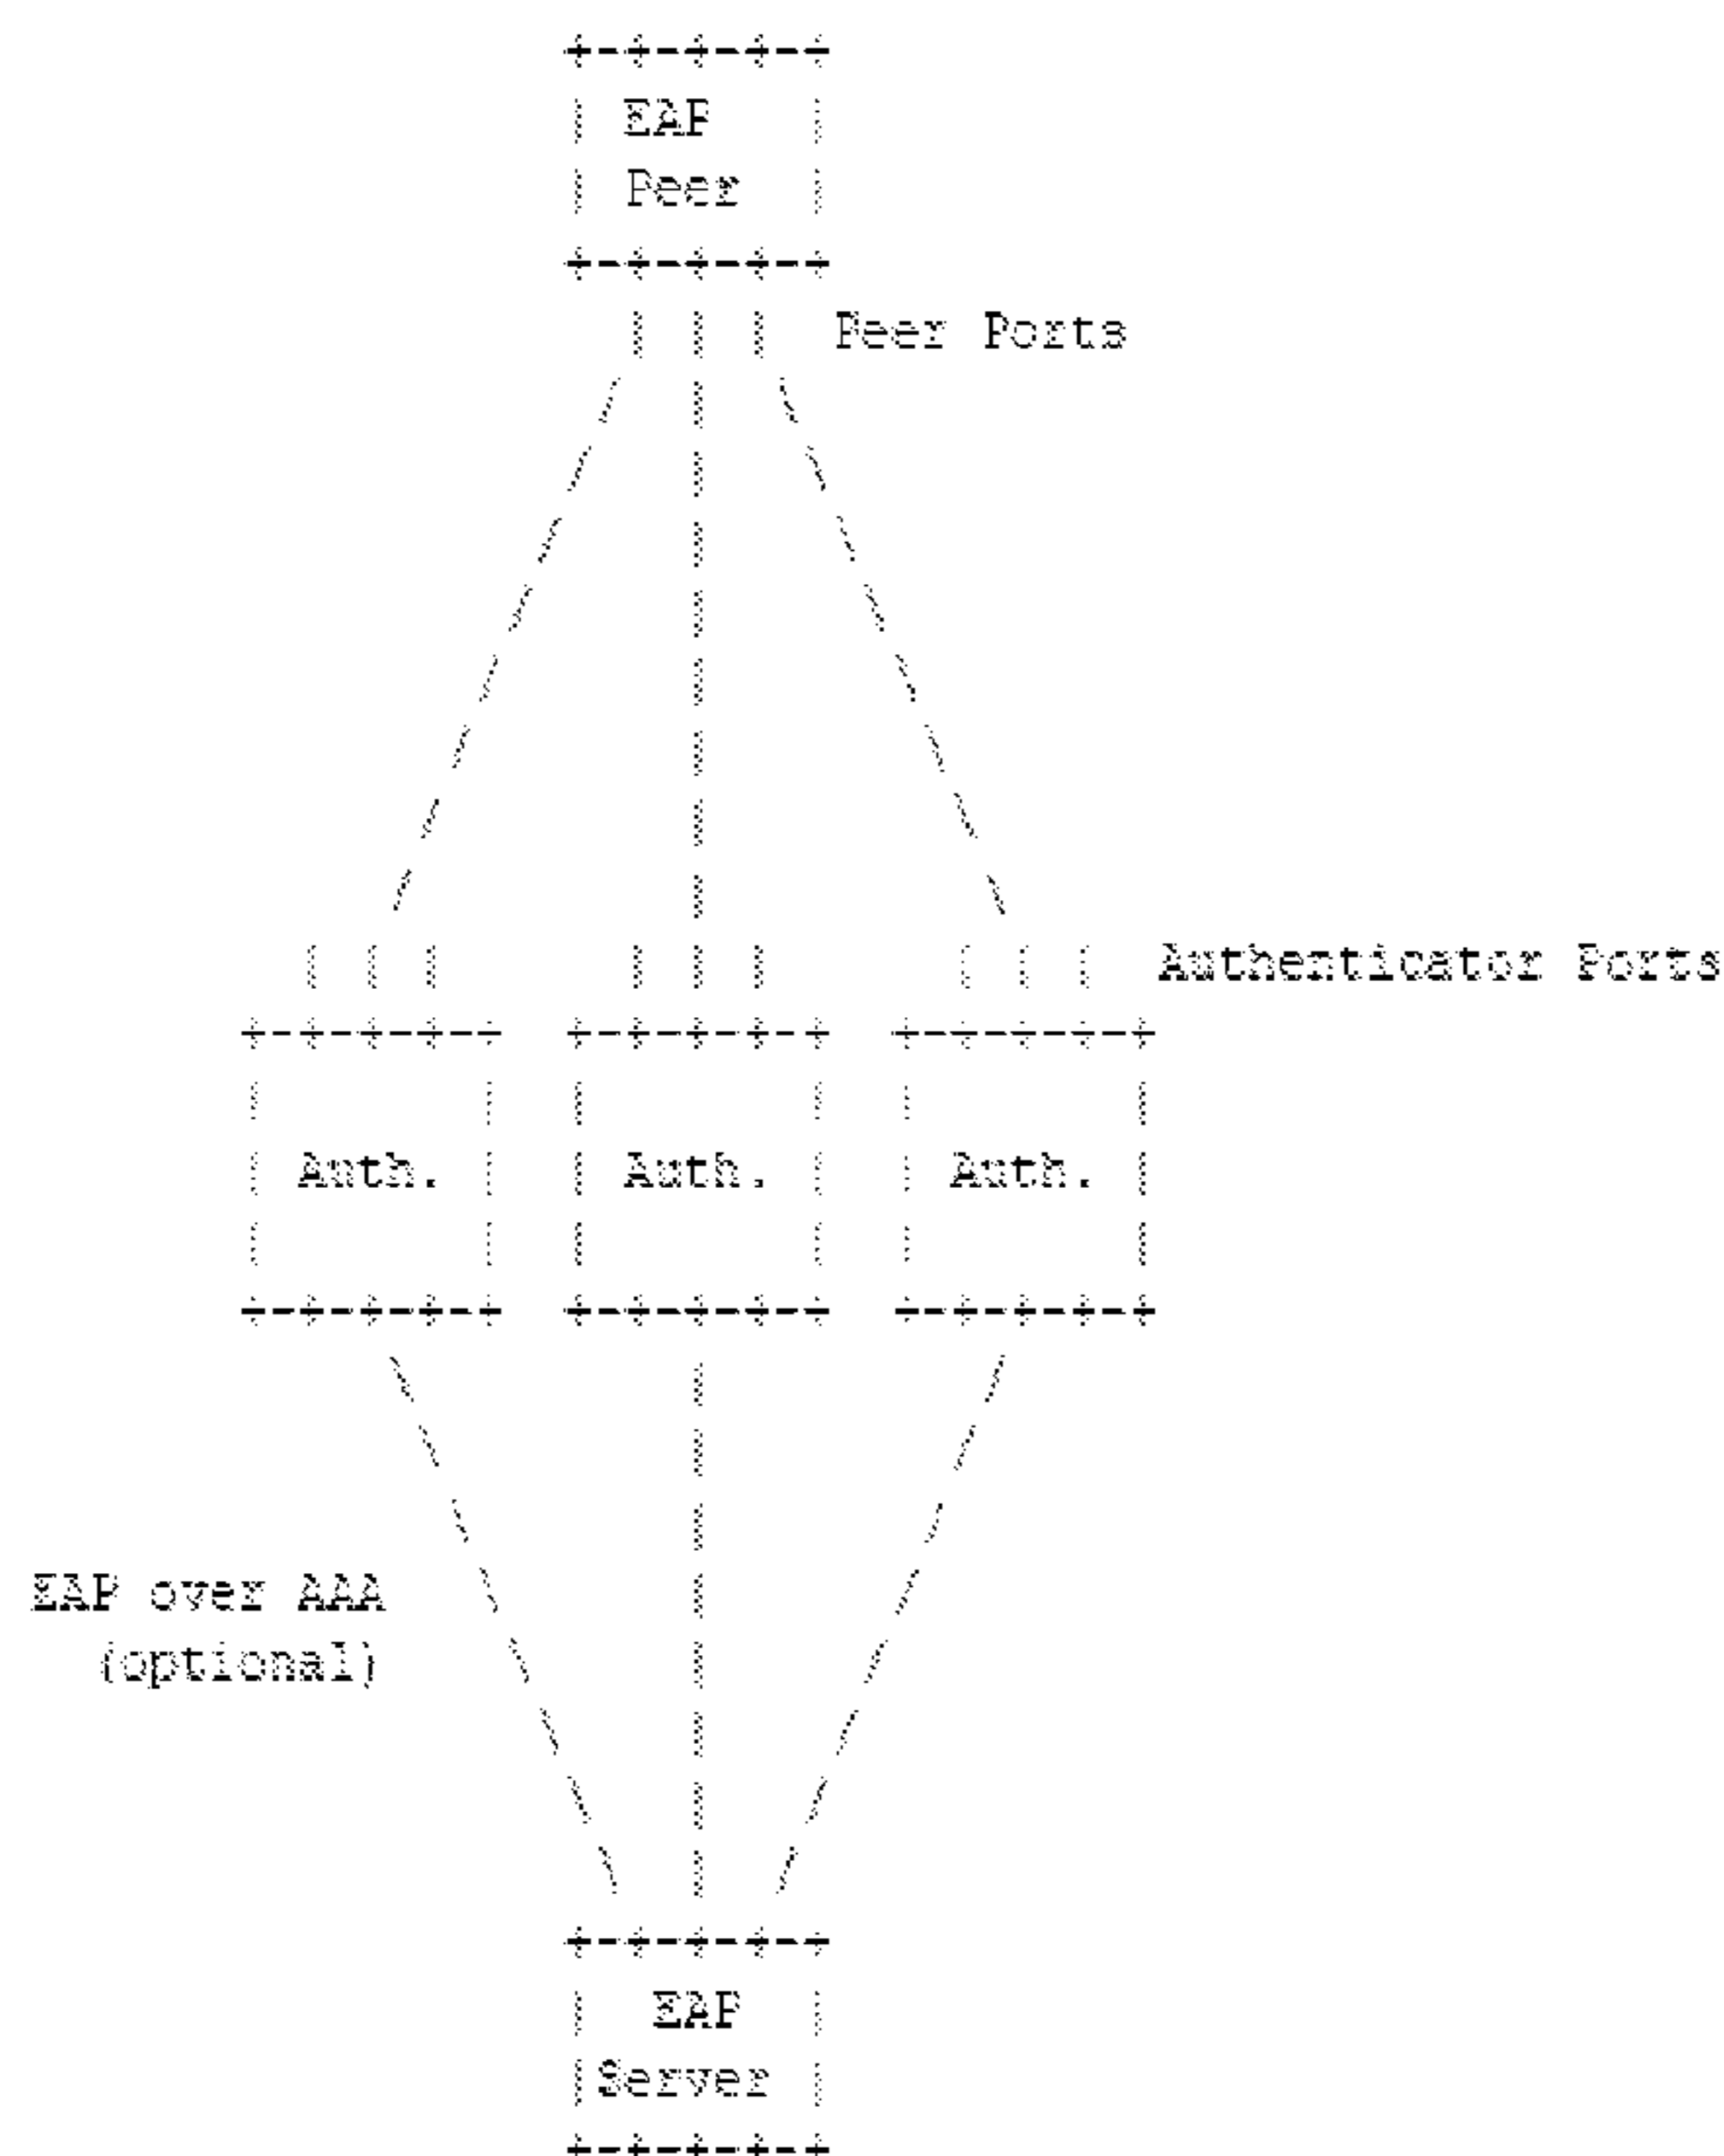 EAP
Peer
Peer Ports
Authenticator Ports
Auth. Auth. Auth.
EAP over AAA
(optional)
EAP
Server